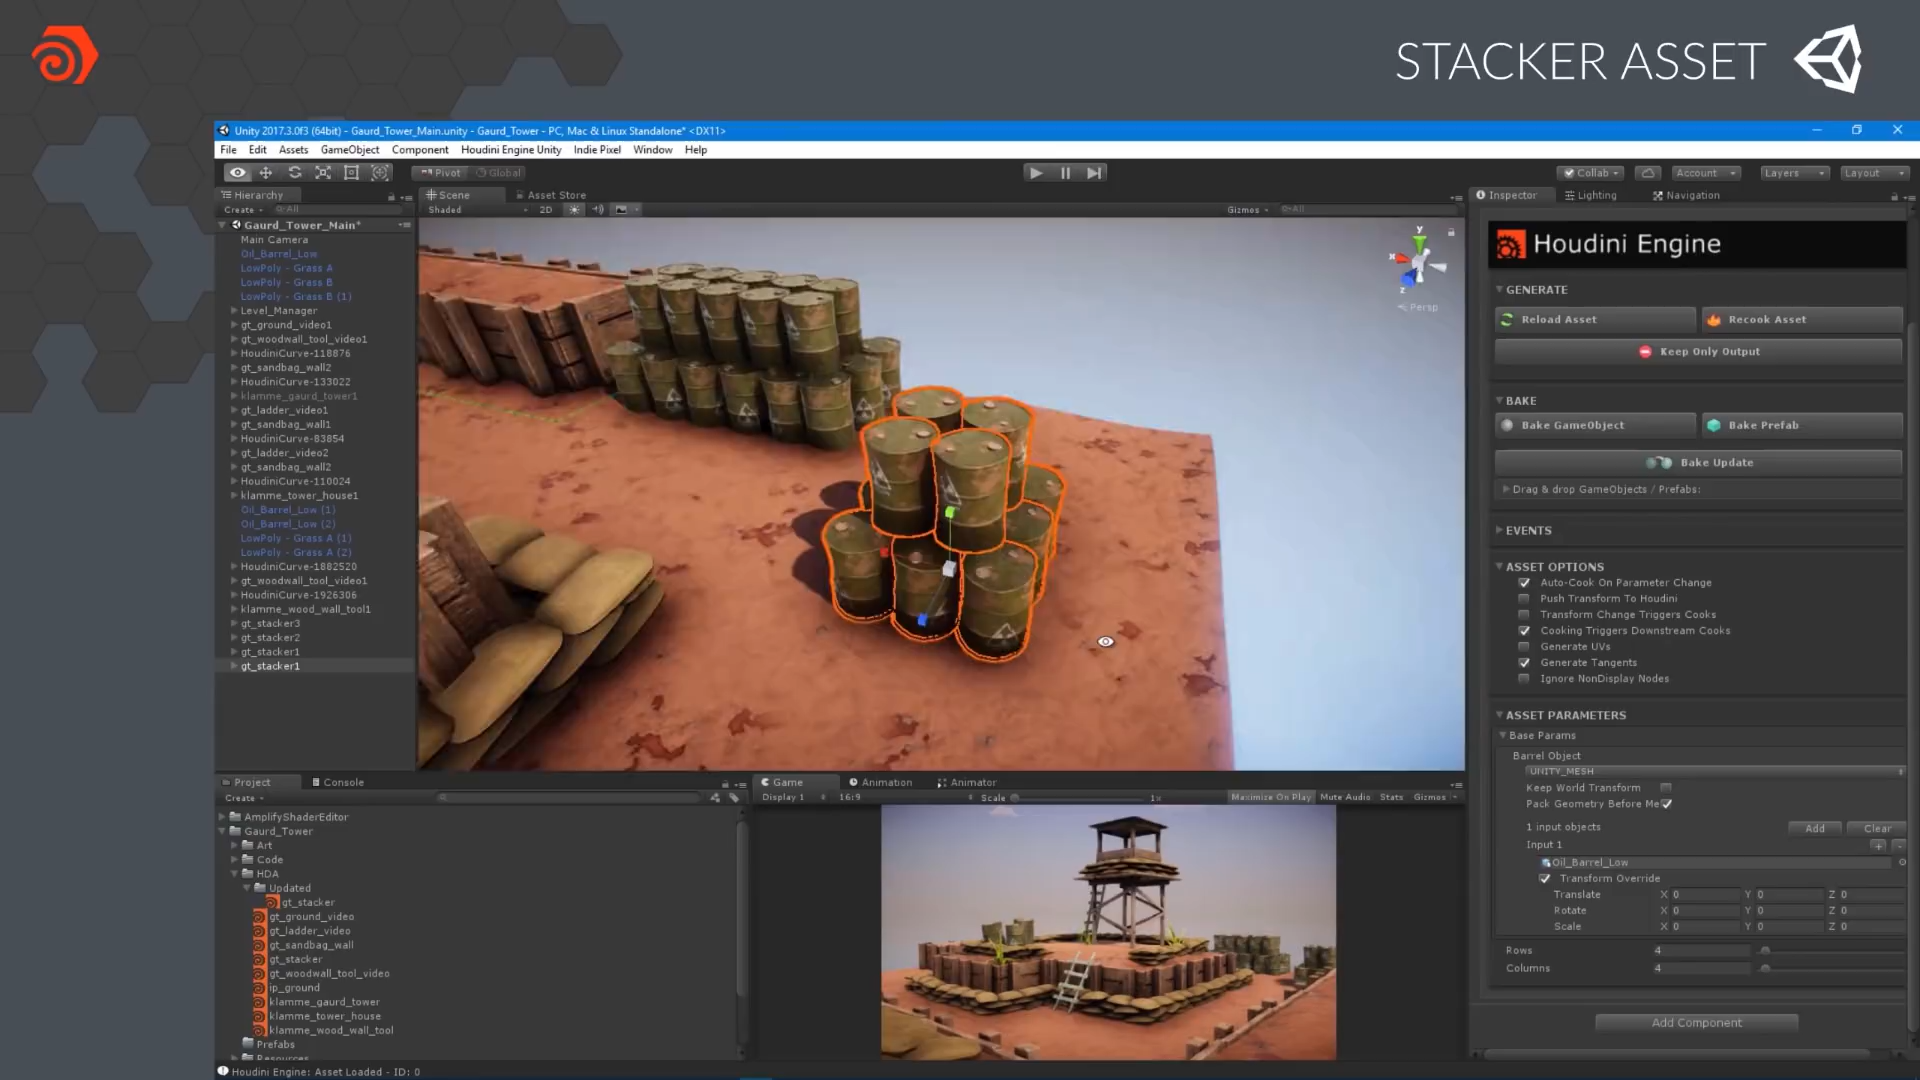 STACKER ASSET
Unity 2017.3.0f3 (64bit) - Gaurd_Tower_Main.unity - Gaurd_Tower - PC, Mac & Linux Standalone* <DX11>
File Edit Assets GameObject Component Houdini Engine Unity Indie Pixel Window Help
Pivot Global Collab Account Layers Layout
Hierarchy
Create All
Gaurd_Tower_Main*
Main Camera
Oil_Barrel_Low
LowPoly - Grass A
LowPoly - Grass B
LowPoly - Grass B (1)
Level_Manager
gt_ground_video1
gt_woodwall_tool_video1
HoudiniCurve-118876
gt_sandbag_wall2
HoudiniCurve-133022
klamme_gaurd_tower1
gt_ladder_video1
gt_sandbag_wall1
HoudiniCurve-83854
gt_ladder_video2
gt_sandbag_wall2
HoudiniCurve-110024
klamme_tower_house1
Oil_Barrel_Low (1)
Oil_Barrel_Low (2)
LowPoly - Grass A (1)
LowPoly - Grass A (2)
HoudiniCurve-1882520
gt_woodwall_tool_video1
HoudiniCurve-1926306
klamme_wood_wall_tool1
gt_stacker3
gt_stacker2
gt_stacker1
gt_stacker1
Scene Asset Store
Shaded 2D Gizmos All
y
x
z
Persp
Inspector Lighting Navigation
Houdini Engine
GENERATE
Reload Asset Recook Asset
Keep Only Output
BAKE
Bake GameObject Bake Prefab
Bake Update
Drag & drop GameObjects / Prefabs:
EVENTS
ASSET OPTIONS
Auto-Cook On Parameter Change
Push Transform To Houdini
Transform Change Triggers Cooks
Cooking Triggers Downstream Cooks
Generate UVs
Generate Tangents
Ignore NonDisplay Nodes
ASSET PARAMETERS
Base Params
Barrel Object
UNITY_MESH
Keep World Transform
Pack Geometry Before Me
1 input objects Add Clear
Input 1 + -
Oil_Barrel_Low
Transform Override
Translate X 0 Y 0 Z 0
Rotate X 0 Y 0 Z 0
Scale X 0 Y 0 Z 0
Rows 4
Columns 4
Add Component
Project Console
Create
AmplifyShaderEditor
Gaurd_Tower
Art
Code
HDA
Updated
gt_stacker
gt_ground_video
gt_ladder_video
gt_sandbag_wall
gt_stacker
gt_woodwall_tool_video
ip_ground
klamme_gaurd_tower
klamme_tower_house
klamme_wood_wall_tool
Prefabs
Resources
Game Animation Animator
Display 1 16:9 Scale 1x Maximize On Play Mute Audio Stats Gizmos
Houdini Engine: Asset Loaded - ID: 0